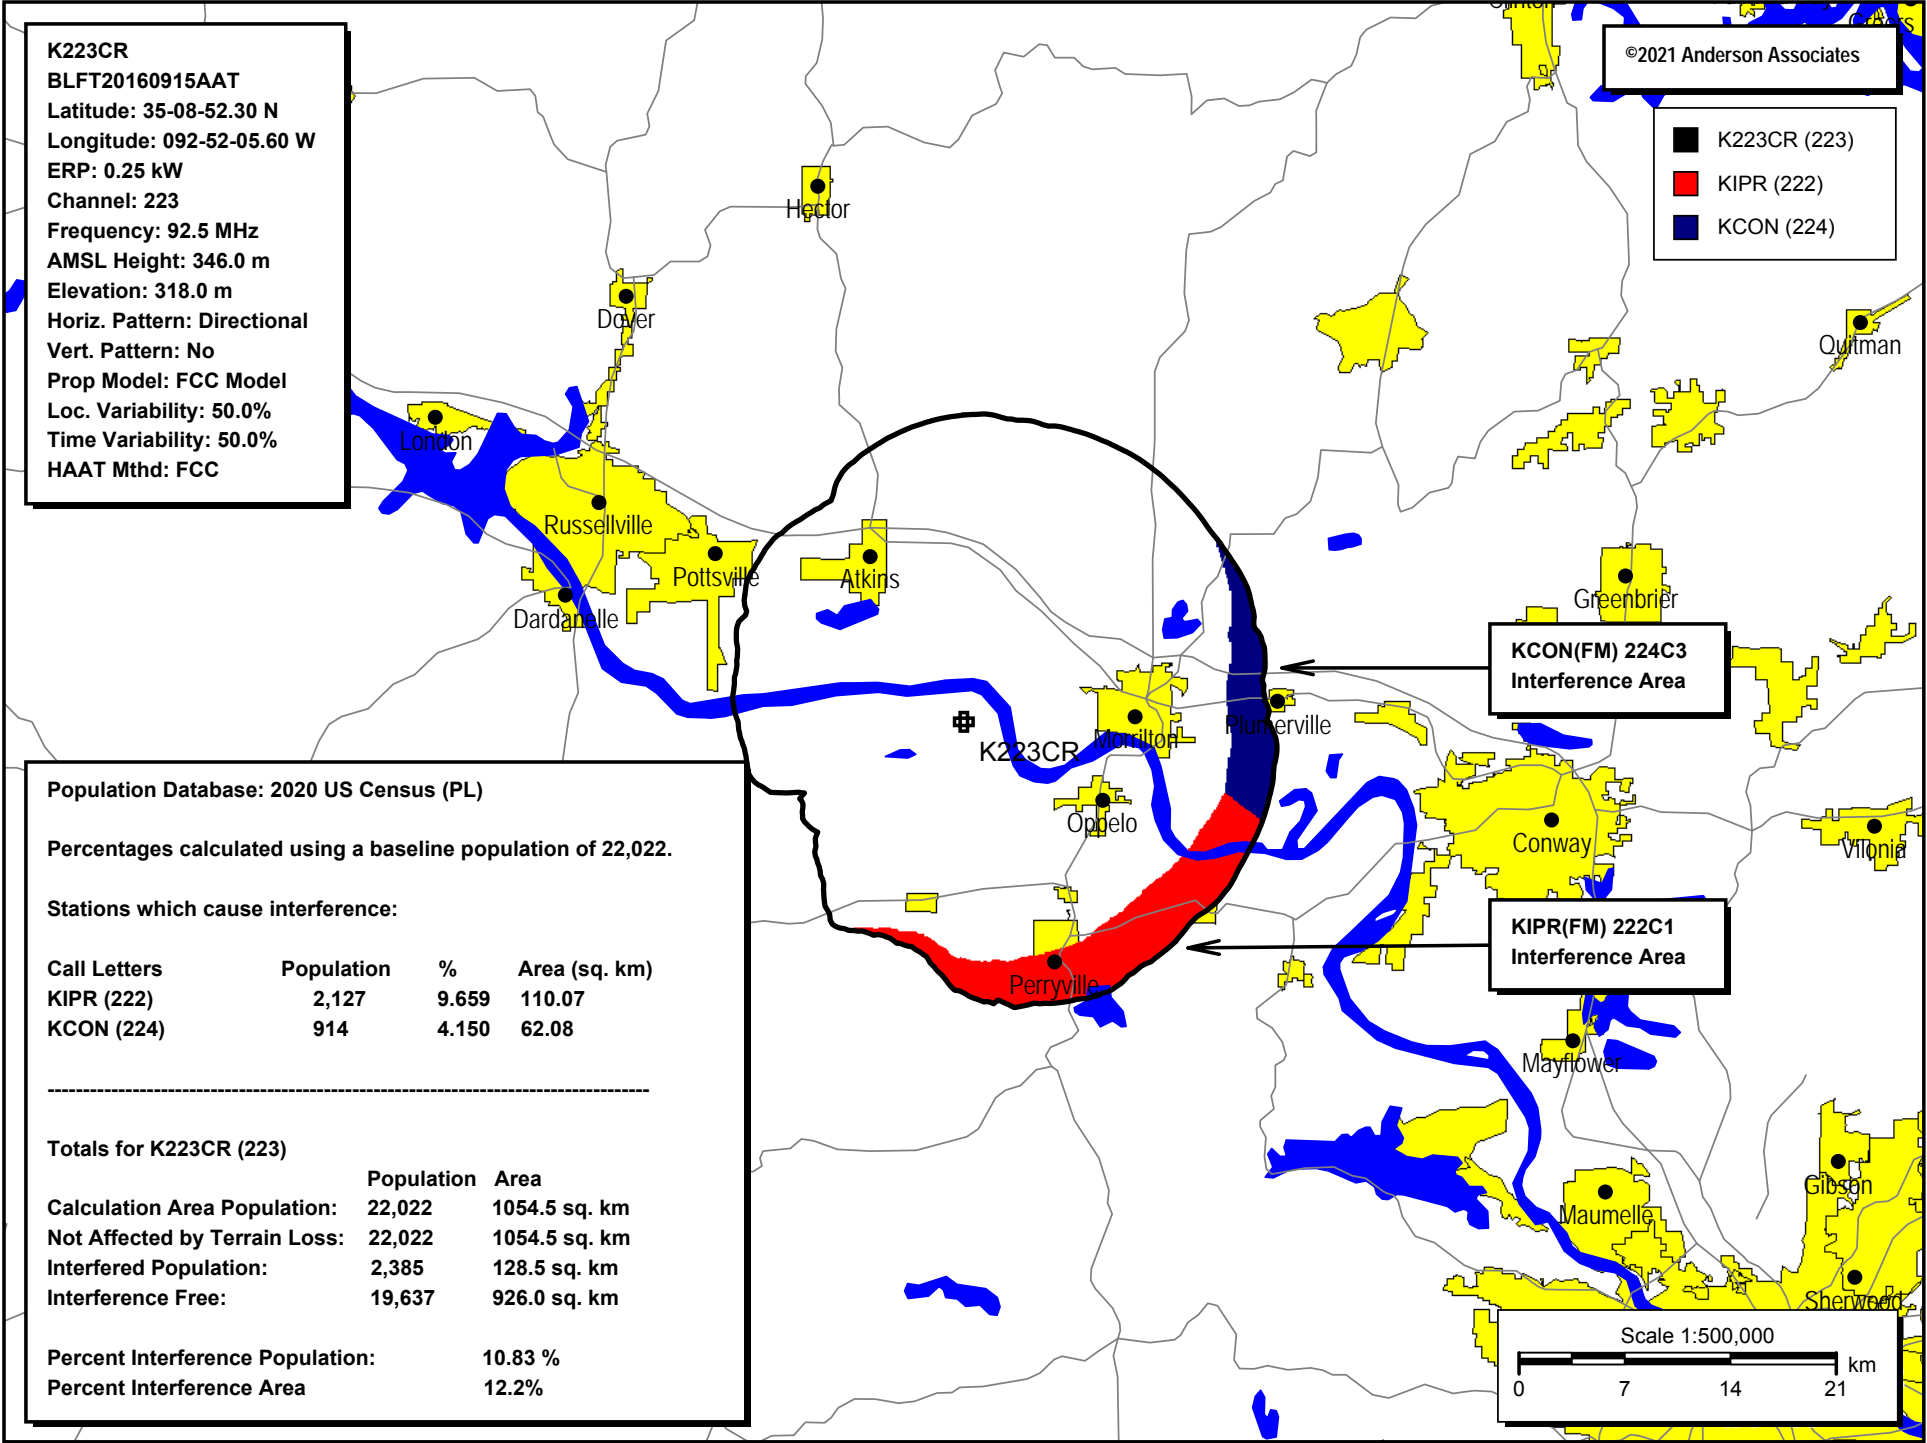 K223CR
BLFT20160915AAT
Latitude: 35-08-52.30 N
Longitude: 092-52-05.60 W
ERP: 0.25 kW
Channel: 223
Frequency: 92.5 MHz
AMSL Height: 346.0 m
Elevation: 318.0 m
Horiz. Pattern: Directional
Vert. Pattern: No
Prop Model: FCC Model
Loc. Variability: 50.0%
Time Variability: 50.0%
HAAT Mthd: FCC
Clinton
©2021 Anderson Associates
K223CR (223)
KIPR (222)
KCON (224)
Hector
Dover
Quitman
London
Russellville
Pottsville
Atkins
Dardanelle
Greenbrier
KCON(FM) 224C3
Interference Area
Plumerville
Morrilton
K223CR
Oppelo
Conway
Vilonia
KIPR(FM) 222C1
Interference Area
Perryville
Mayflower
Gibson
Maumelle
Sherwood
Population Database: 2020 US Census (PL)
Percentages calculated using a baseline population of 22,022.
Stations which cause interference:
Call Letters Population % Area (sq. km)
KIPR (222) 2,127 9.659 110.07
KCON (224) 914 4.150 62.08
-------------------------------------------------------------------------------------
Totals for K223CR (223)
Population Area
Calculation Area Population: 22,022 1054.5 sq. km
Not Affected by Terrain Loss: 22,022 1054.5 sq. km
Interfered Population: 2,385 128.5 sq. km
Interference Free: 19,637 926.0 sq. km
Percent Interference Population: 10.83 %
Percent Interference Area 12.2%
Scale 1:500,000
km
0 7 14 21